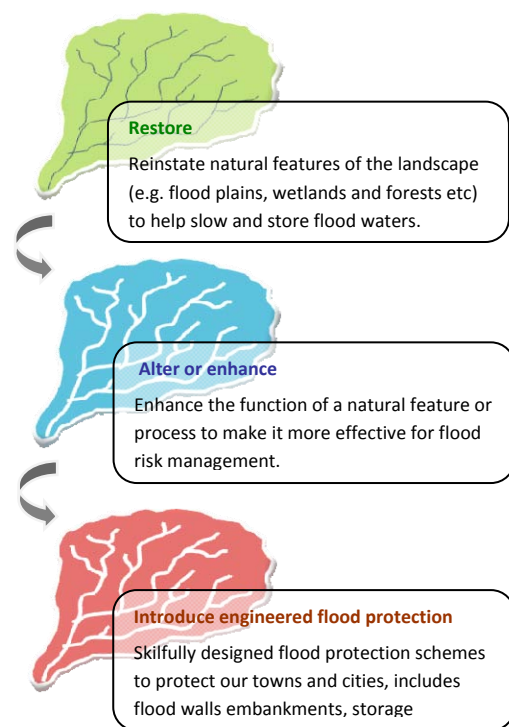 Restore
Reinstate natural features of the landscape
(e.g. flood plains, wetlands and forests etc)
to help slow and store flood waters.
Alter or enhance
Enhance the function of a natural feature or
process to make it more effective for flood
risk management.
Introduce engineered flood protection
Skilfully designed flood protection schemes
to protect our towns and cities, includes
flood walls embankments, storage